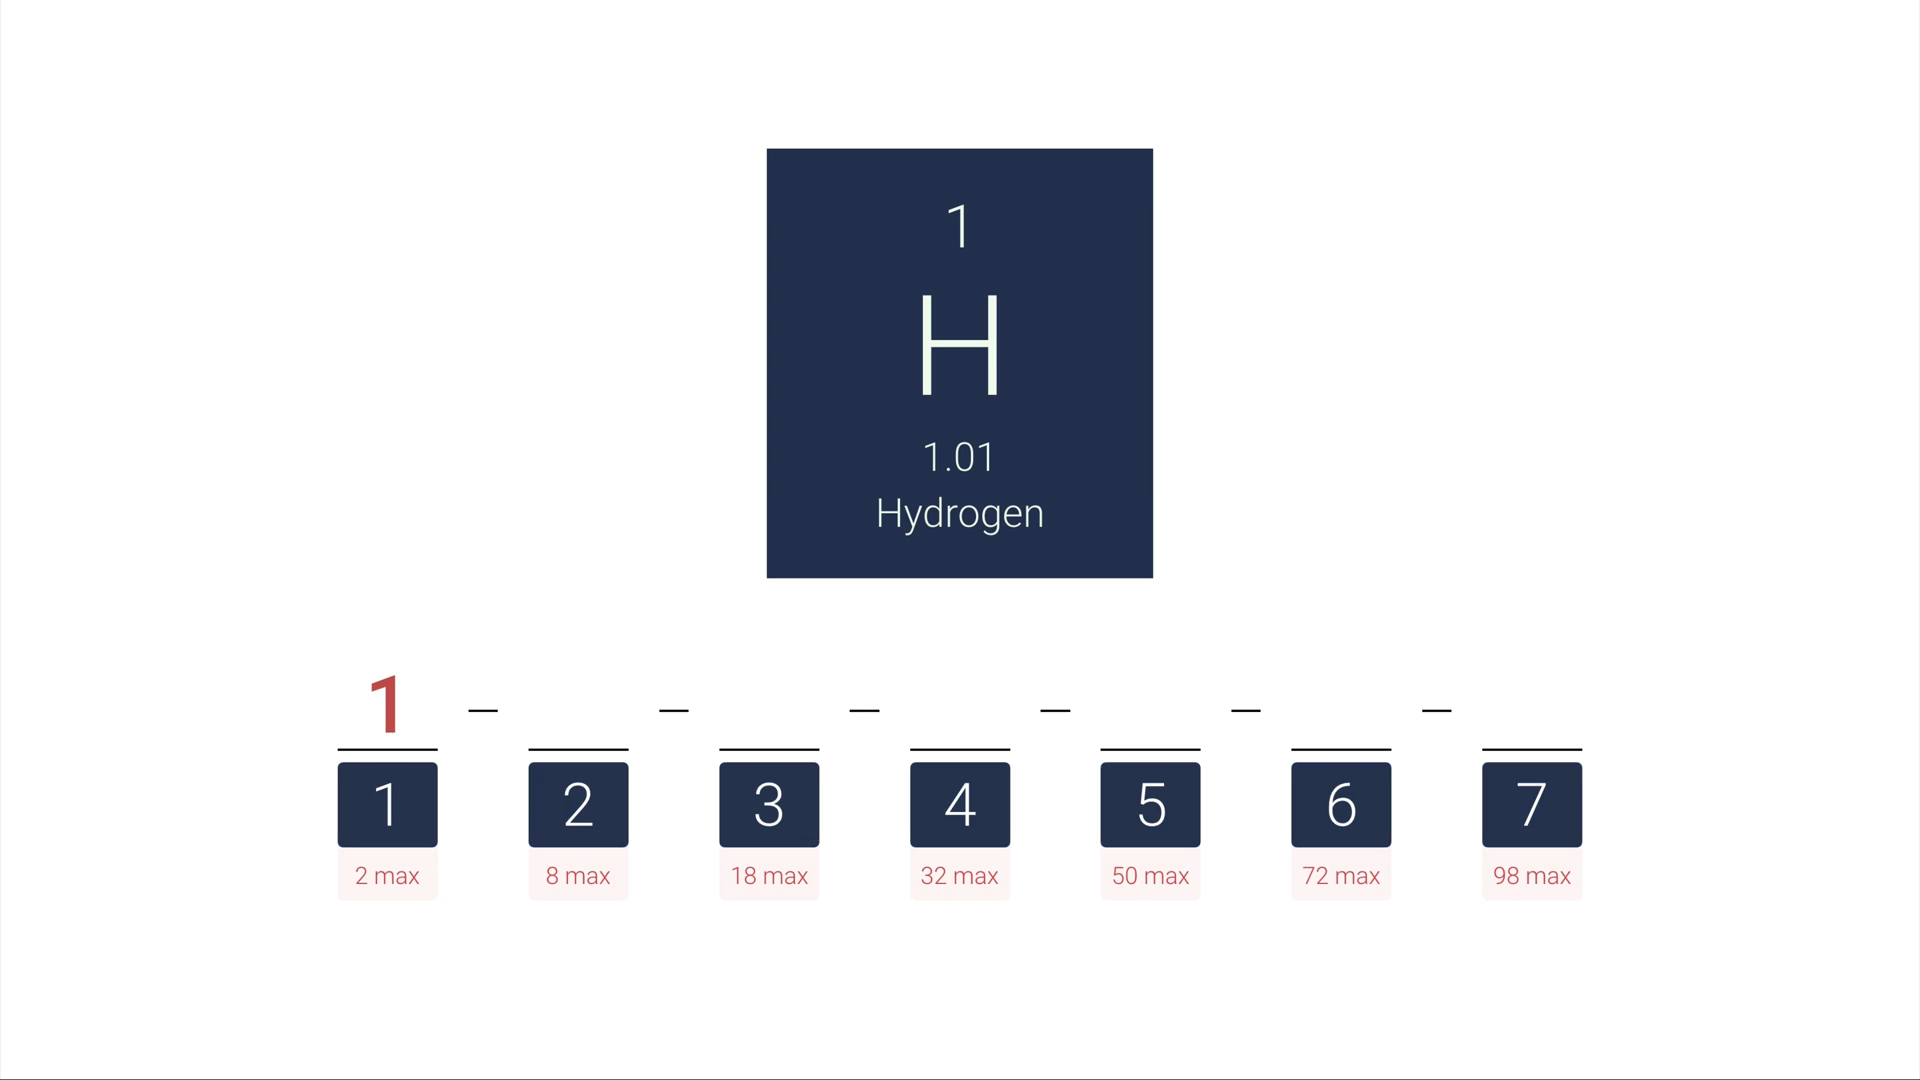 1
H
1.01
Hydrogen
1 – – – – – –
1 2 3 4 5 6 7
2 max 8 max 18 max 32 max 50 max 72 max 98 max